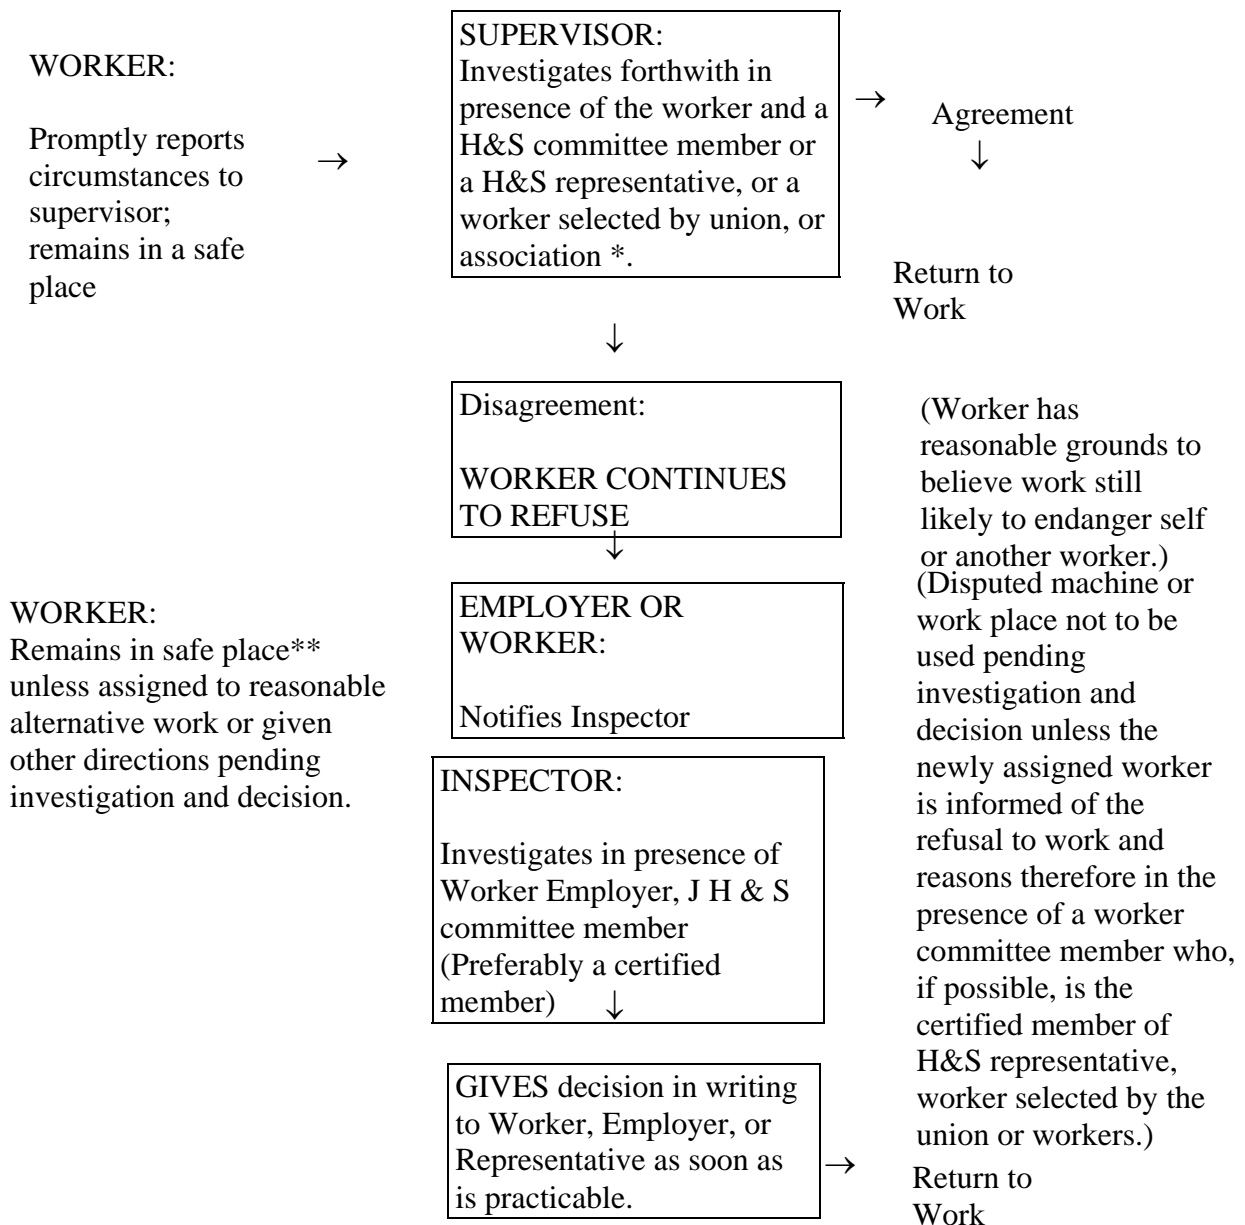 WORKER:
Promptly reports
circumstances to
supervisor;
remains in a safe
place
→
SUPERVISOR:
Investigates forthwith in
presence of the worker and a
H&S committee member or
a H&S representative, or a
worker selected by union, or
association *.
→
Agreement
↓
Return to
Work
↓
Disagreement:
WORKER CONTINUES
TO REFUSE
↓
(Worker has
reasonable grounds to
believe work still
likely to endanger self
or another worker.)
WORKER:
Remains in safe place**
unless assigned to reasonable
alternative work or given
other directions pending
investigation and decision.
EMPLOYER OR
WORKER:
Notifies Inspector
(Disputed machine or
work place not to be
used pending
investigation and
decision unless the
newly assigned worker
is informed of the
refusal to work and
reasons therefore in the
presence of a worker
committee member who,
if possible, is the
certified member of
H&S representative,
worker selected by the
union or workers.)
INSPECTOR:
Investigates in presence of
Worker Employer, J H & S
committee member
(Preferably a certified
member) ↓
GIVES decision in writing
to Worker, Employer, or
Representative as soon as
is practicable.
→
Return to
Work